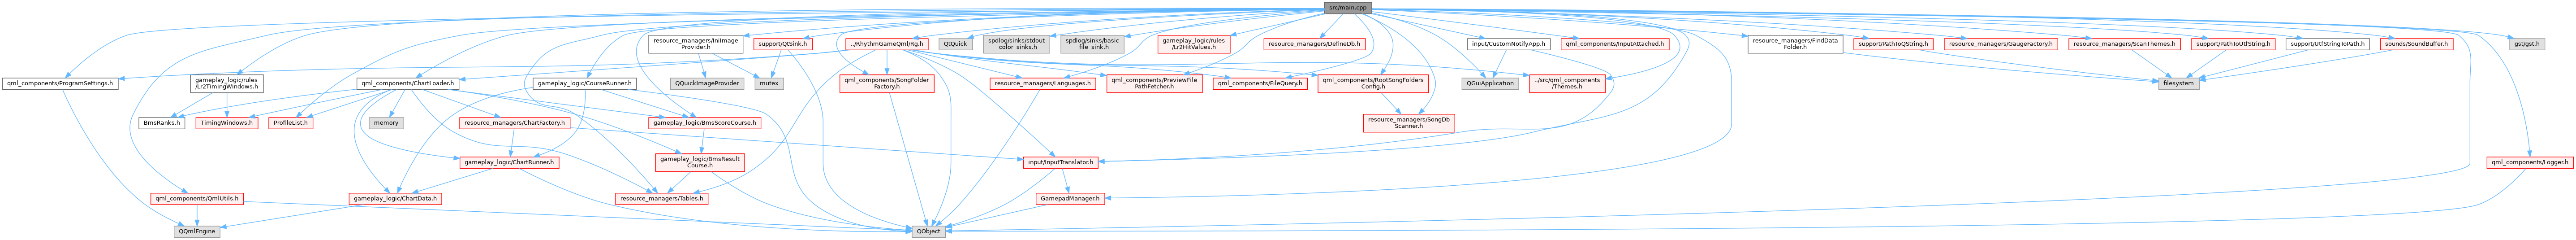 src/main.cpp
resource_managers/IniImage
Provider.h
support/QtSink.h
../RhythmGameQml/Rg.h
QtQuick
spdlog/sinks/stdout
_color_sinks.h
spdlog/sinks/basic
_file_sink.h
gameplay_logic/rules
/Lr2HitValues.h
resource_managers/DefineDb.h
input/CustomNotifyApp.h
qml_components/InputAttached.h
resource_managers/FindData
Folder.h
support/PathToQString.h
resource_managers/GaugeFactory.h
resource_managers/ScanThemes.h
support/PathToUtfString.h
support/UtfStringToPath.h
sounds/SoundBuffer.h
gst/gst.h
qml_components/ProgramSettings.h
gameplay_logic/rules
/Lr2TimingWindows.h
qml_components/ChartLoader.h
gameplay_logic/CourseRunner.h
QQuickImageProvider
mutex
qml_components/SongFolder
Factory.h
resource_managers/Languages.h
qml_components/PreviewFile
PathFetcher.h
qml_components/FileQuery.h
qml_components/RootSongFolders
Config.h
QGuiApplication
../src/qml_components
/Themes.h
filesystem
BmsRanks.h
TimingWindows.h
ProfileList.h
memory
resource_managers/ChartFactory.h
gameplay_logic/BmsScoreCourse.h
resource_managers/SongDb
Scanner.h
gameplay_logic/ChartRunner.h
gameplay_logic/BmsResult
Course.h
input/InputTranslator.h
qml_components/Logger.h
qml_components/QmlUtils.h
gameplay_logic/ChartData.h
resource_managers/Tables.h
GamepadManager.h
QQmlEngine
QObject